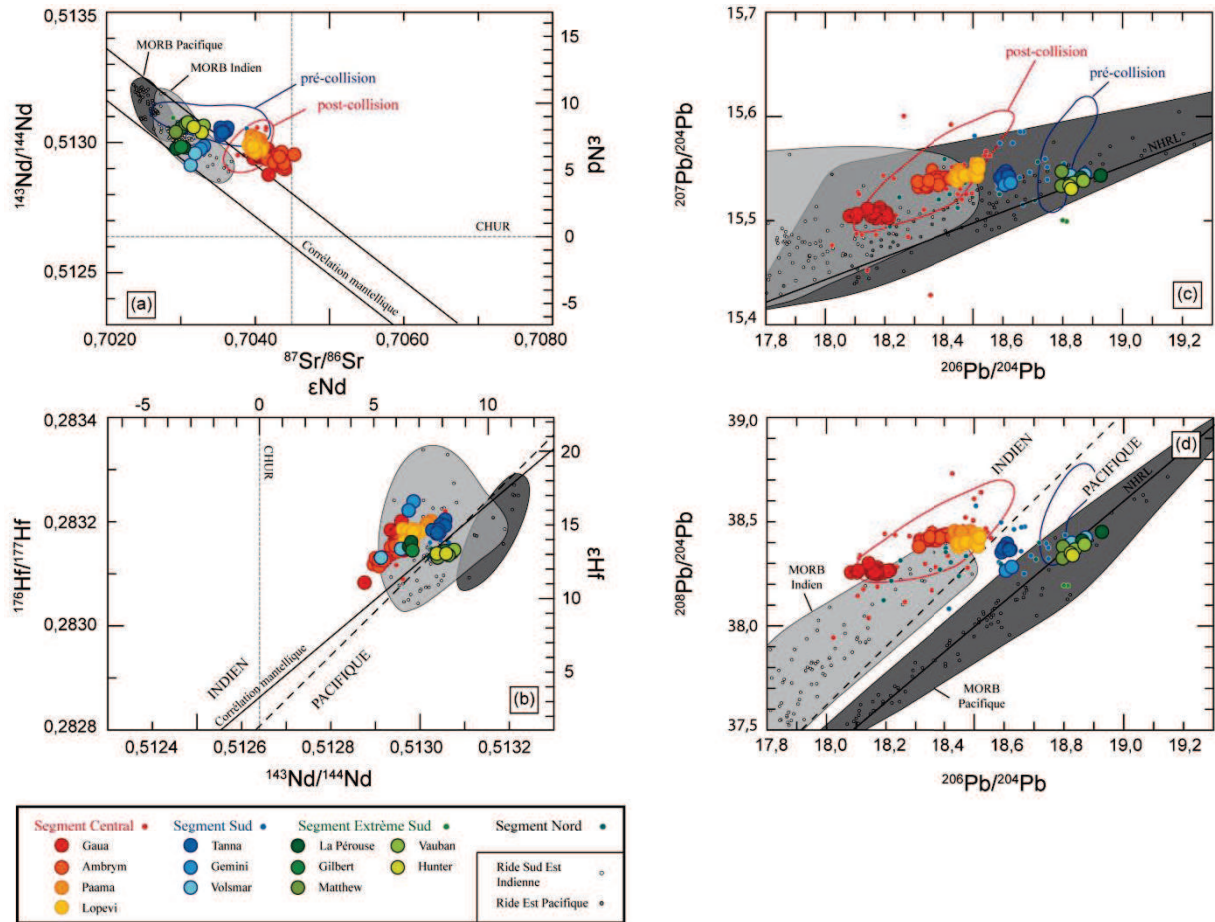 MORB Pacifique
MORB Indien
pré-collision
post-collision
CHUR
Corrélation mantellique
(a)
143Nd/144Nd
0,5135
0,5130
0,5125
εNd
15
10
5
0
-5
0,7020
0,7040
0,7060
0,7080
87Sr/86Sr
15,7
15,6
15,5
15,4
207Pb/204Pb
post-collision
pré-collision
NHRL
(c)
17,8
18,0
18,2
18,4
18,6
18,8
19,0
19,2
206Pb/204Pb
εNd
-5
0
5
10
0,2834
0,2832
0,2830
0,2828
176Hf/177Hf
CHUR
20
15
10
5
εHf
INDIEN
Corrélation mantellique
PACIFIQUE
(b)
0,5124
0,5126
0,5128
0,5130
0,5132
143Nd/144Nd
39,0
38,5
38,0
37,5
208Pb/204Pb
INDIEN
PACIFIQUE
NHRL
(d)
MORB
Indien
MORB
Pacifique
17,8
18,0
18,2
18,4
18,6
18,8
19,0
19,2
206Pb/204Pb
Segment Central
Gaua
Ambrym
Paama
Lopevi
Segment Sud
Tanna
Gemini
Volsmar
Segment Extrème Sud
La Pérouse
Gilbert
Matthew
Vauban
Hunter
Segment Nord
Ride Sud Est
Indienne
Ride Est Pacifique